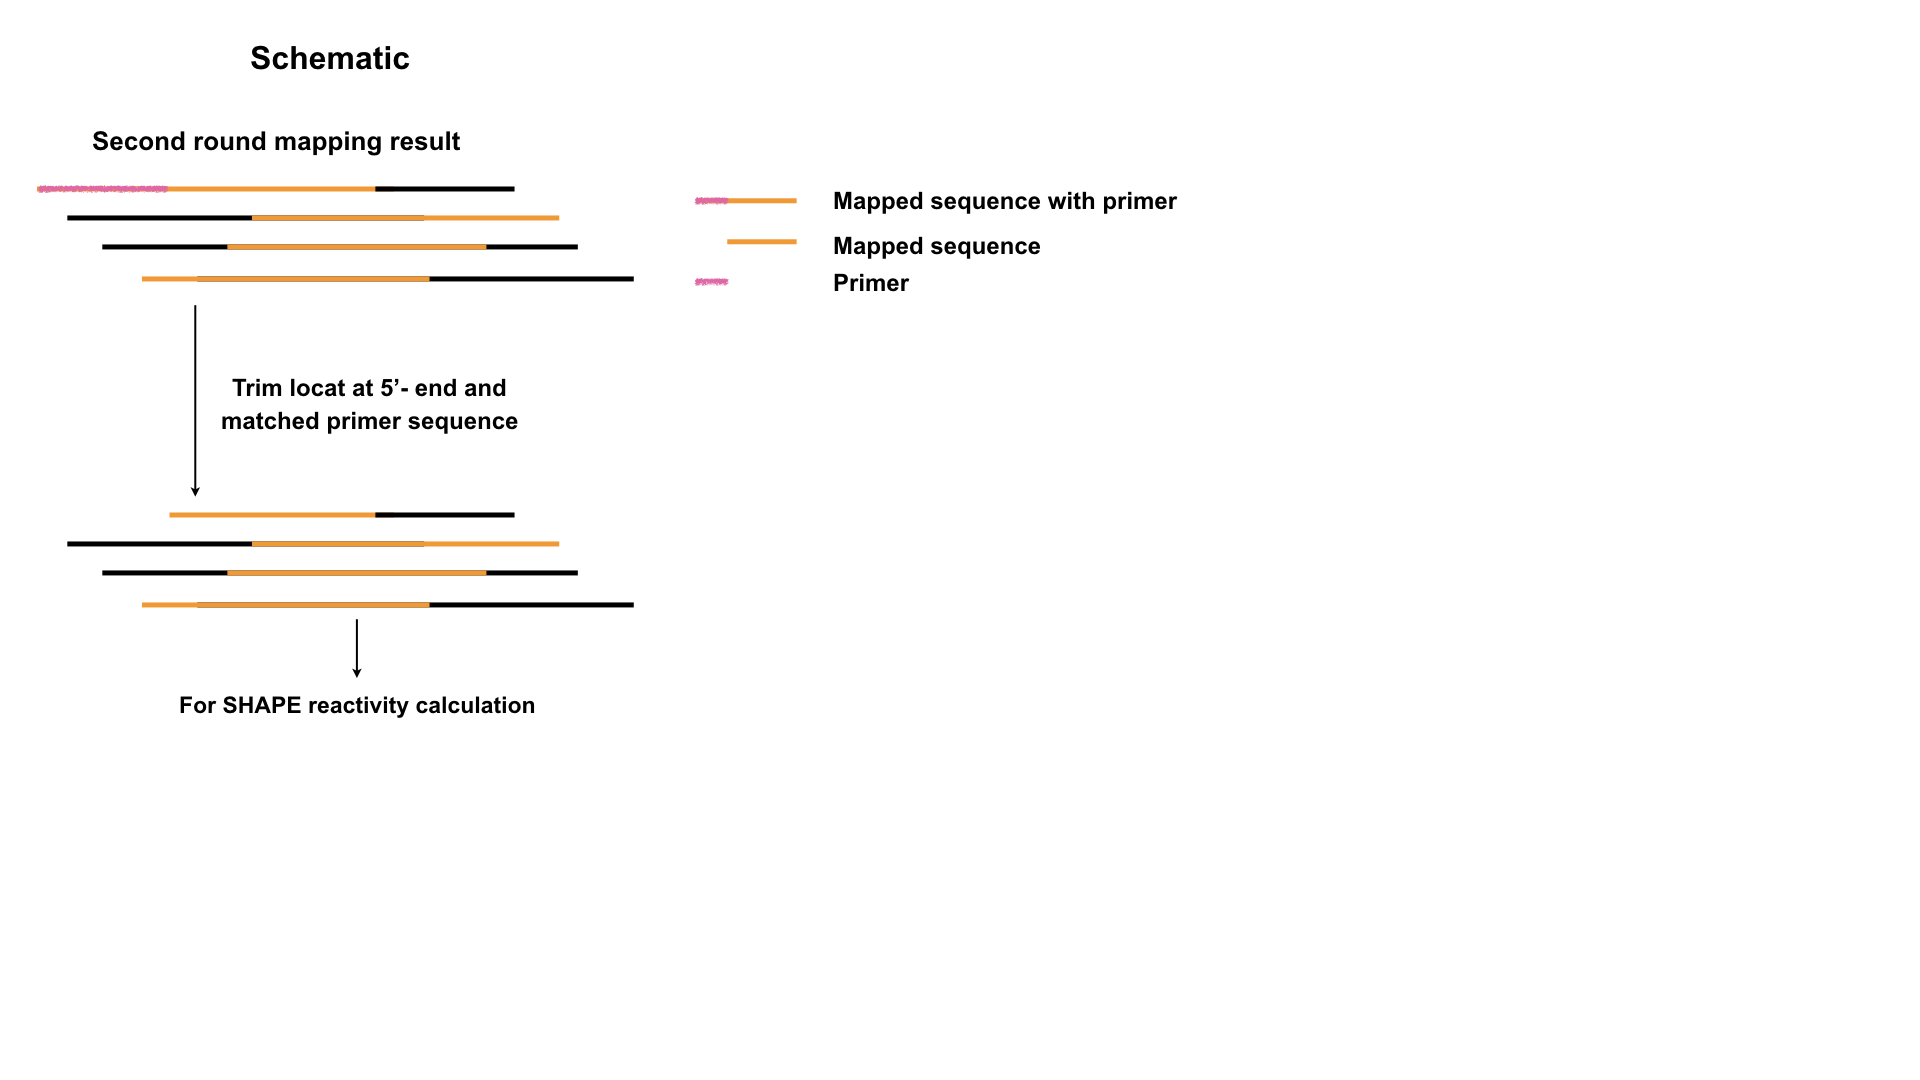 Schematic
Second round mapping result
Mapped sequence with primer
Mapped sequence
Primer
Trim locat at 5’- end and
matched primer sequence
For SHAPE reactivity calculation